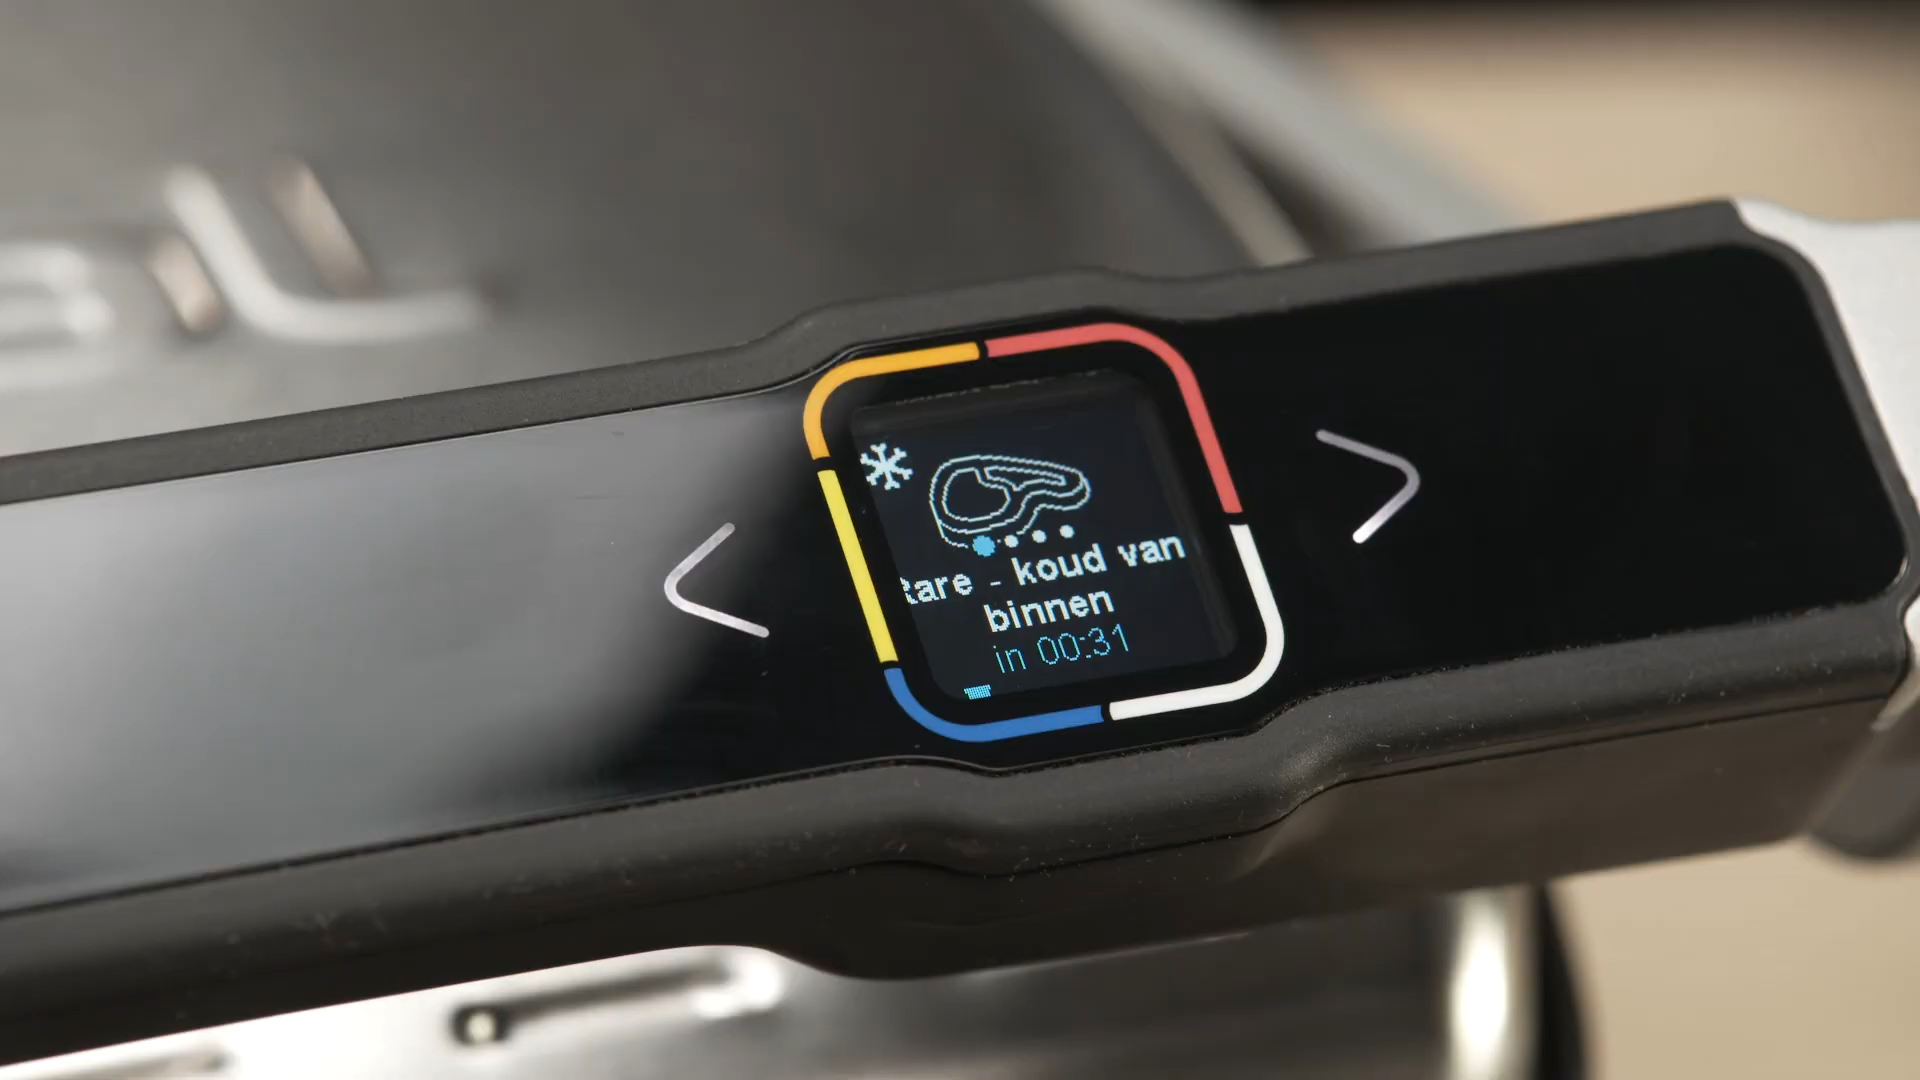 Rare - koud van
binnen
in 00:31